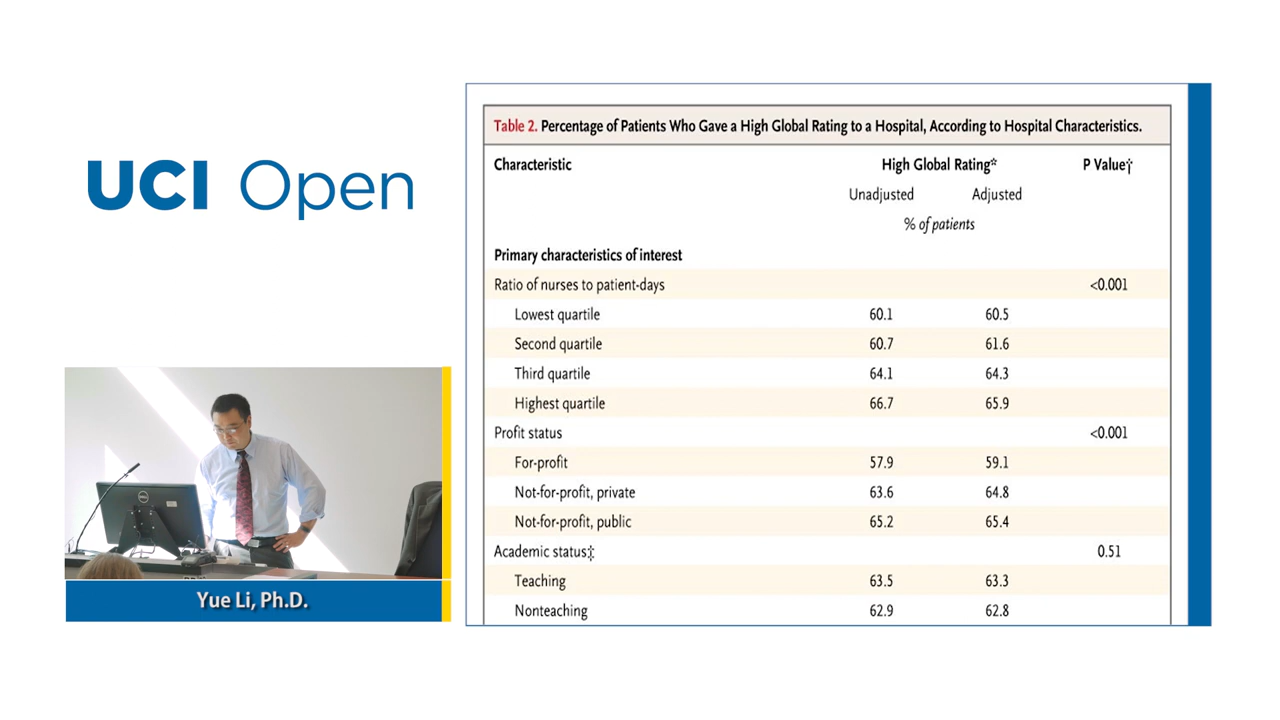 UCI Open
Table 2. Percentage of Patients Who Gave a High Global Rating to a Hospital, According to Hospital Characteristics.
Characteristic High Global Rating* P Value†
Unadjusted Adjusted
% of patients
Primary characteristics of interest
Ratio of nurses to patient-days <0.001
Lowest quartile 60.1 60.5
Second quartile 60.7 61.6
Third quartile 64.1 64.3
Highest quartile 66.7 65.9
Profit status <0.001
For-profit 57.9 59.1
Not-for-profit, private 63.6 64.8
Not-for-profit, public 65.2 65.4
Academic status‡ 0.51
Teaching 63.5 63.3
Nonteaching 62.9 62.8
DELL
Yue Li, Ph.D.